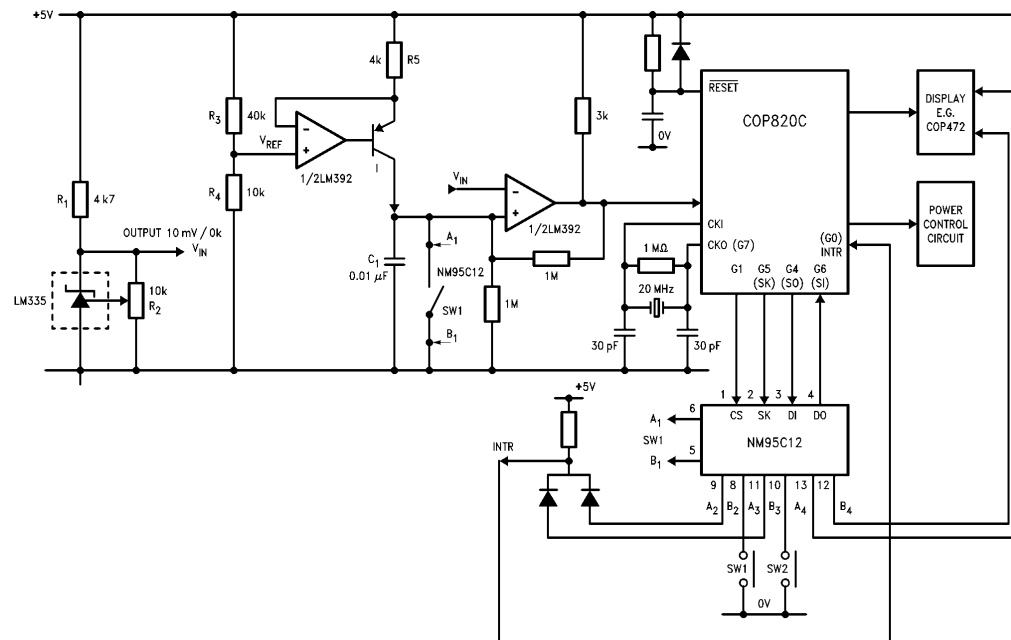 +5V
4k R5
R3 40k
VREF
1/2LM392
I
R4 10k
R1 4k7
OUTPUT 10 mV / 0k
VIN
LM335
10k
R2
C1
0.01 μF
A1
NM95C12
SW1
B1
VIN
1/2LM392
1M
1M
3k
0V
RESET
COP820C
CKI
CKO (G7)
(G0)
INTR
G1 G5 G4 G6
(SK) (SO) (SI)
1 MΩ
20 MHz
30 pF 30 pF
DISPLAY
E.G.
COP472
POWER
CONTROL
CIRCUIT
+5V
INTR
1 2 3 4
CS SK DI DO
NM95C12
6
A1
SW1
5
B1
9 8 11 10 13 12
A2 B2 A3 B3 A4 B4
SW1 SW2
0V